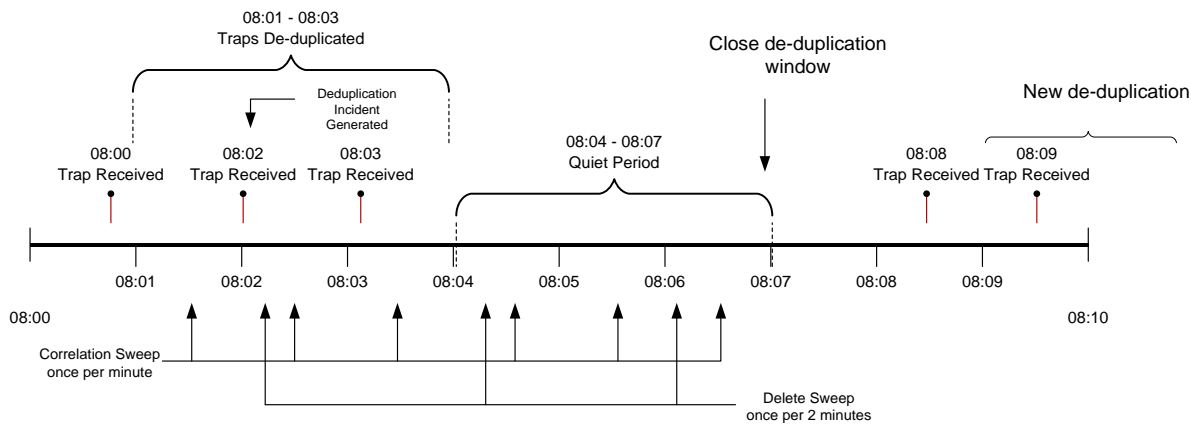 08:01 - 08:03
Traps De-duplicated
Close de-duplication
window
New de-duplication
Deduplication
Incident
Generated
08:04 - 08:07
Quiet Period
08:00
Trap Received
08:02
Trap Received
08:03
Trap Received
08:08
Trap Received
08:09
Trap Received
08:01
08:02
08:03
08:04
08:05
08:06
08:07
08:08
08:09
08:00
08:10
Correlation Sweep
once per minute
Delete Sweep
once per 2 minutes